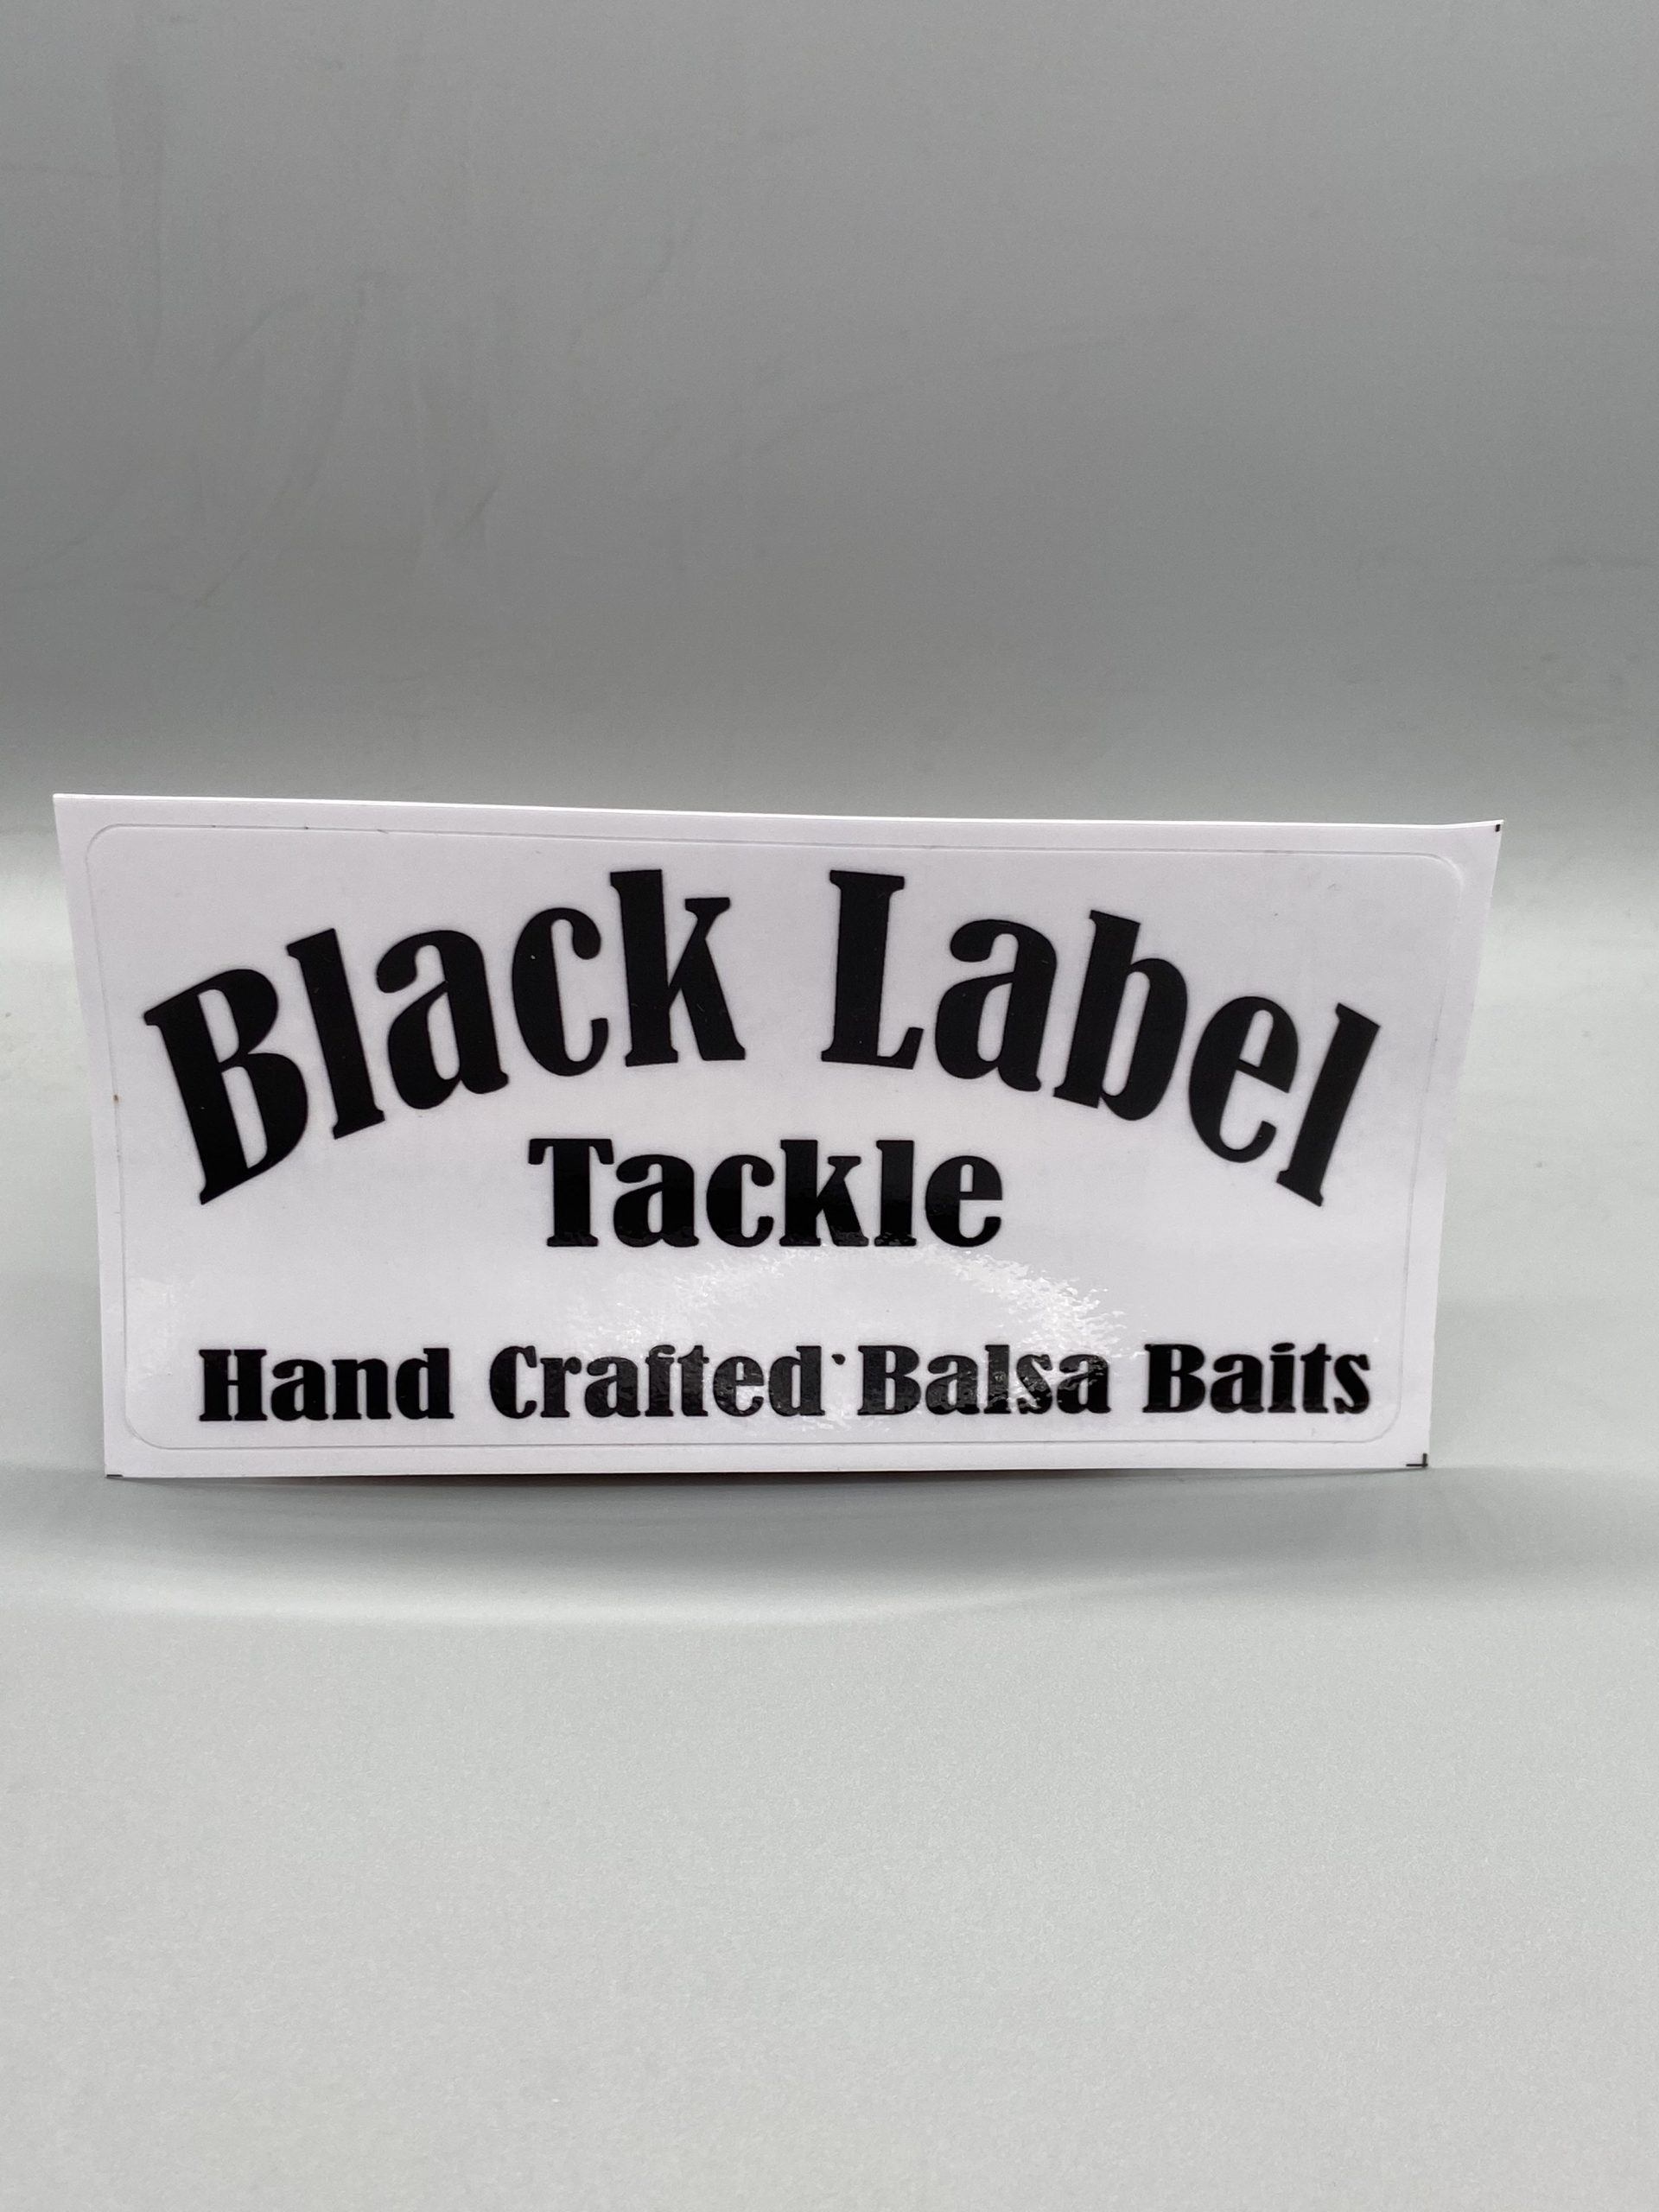 Black Label
Tackle
Hand Crafted Balsa Baits